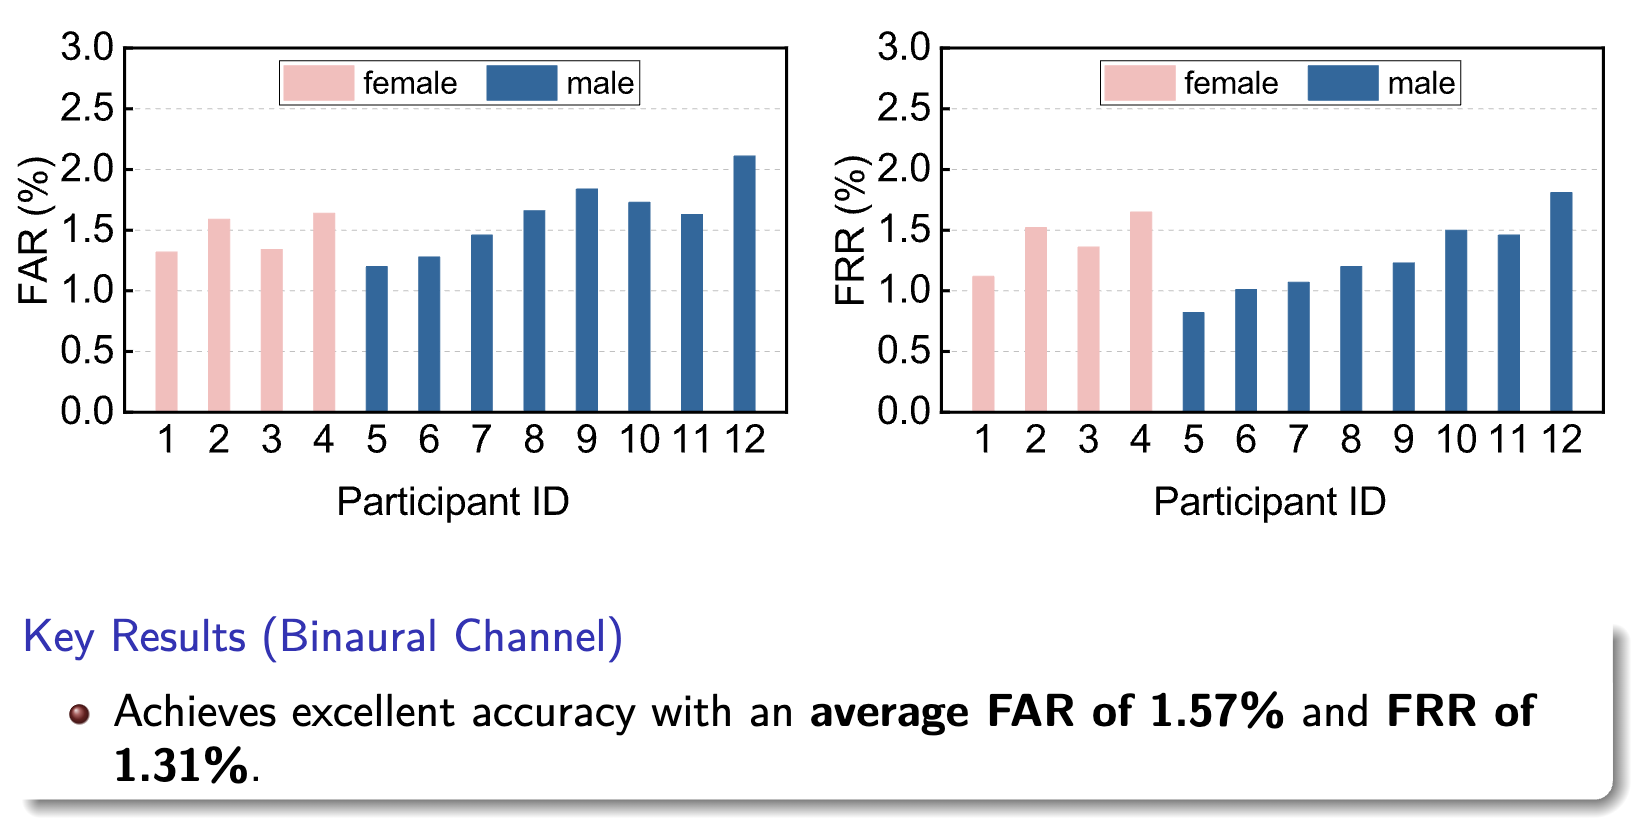 3.0
2.5
2.0
1.5
1.0
0.5
0.0
FAR (%)
female male
1 2 3 4 5 6 7 8 9 10 11 12
Participant ID
3.0
2.5
2.0
1.5
1.0
0.5
0.0
FRR (%)
female male
1 2 3 4 5 6 7 8 9 10 11 12
Participant ID
Key Results (Binaural Channel)
Achieves excellent accuracy with an average FAR of 1.57% and FRR of
1.31%.